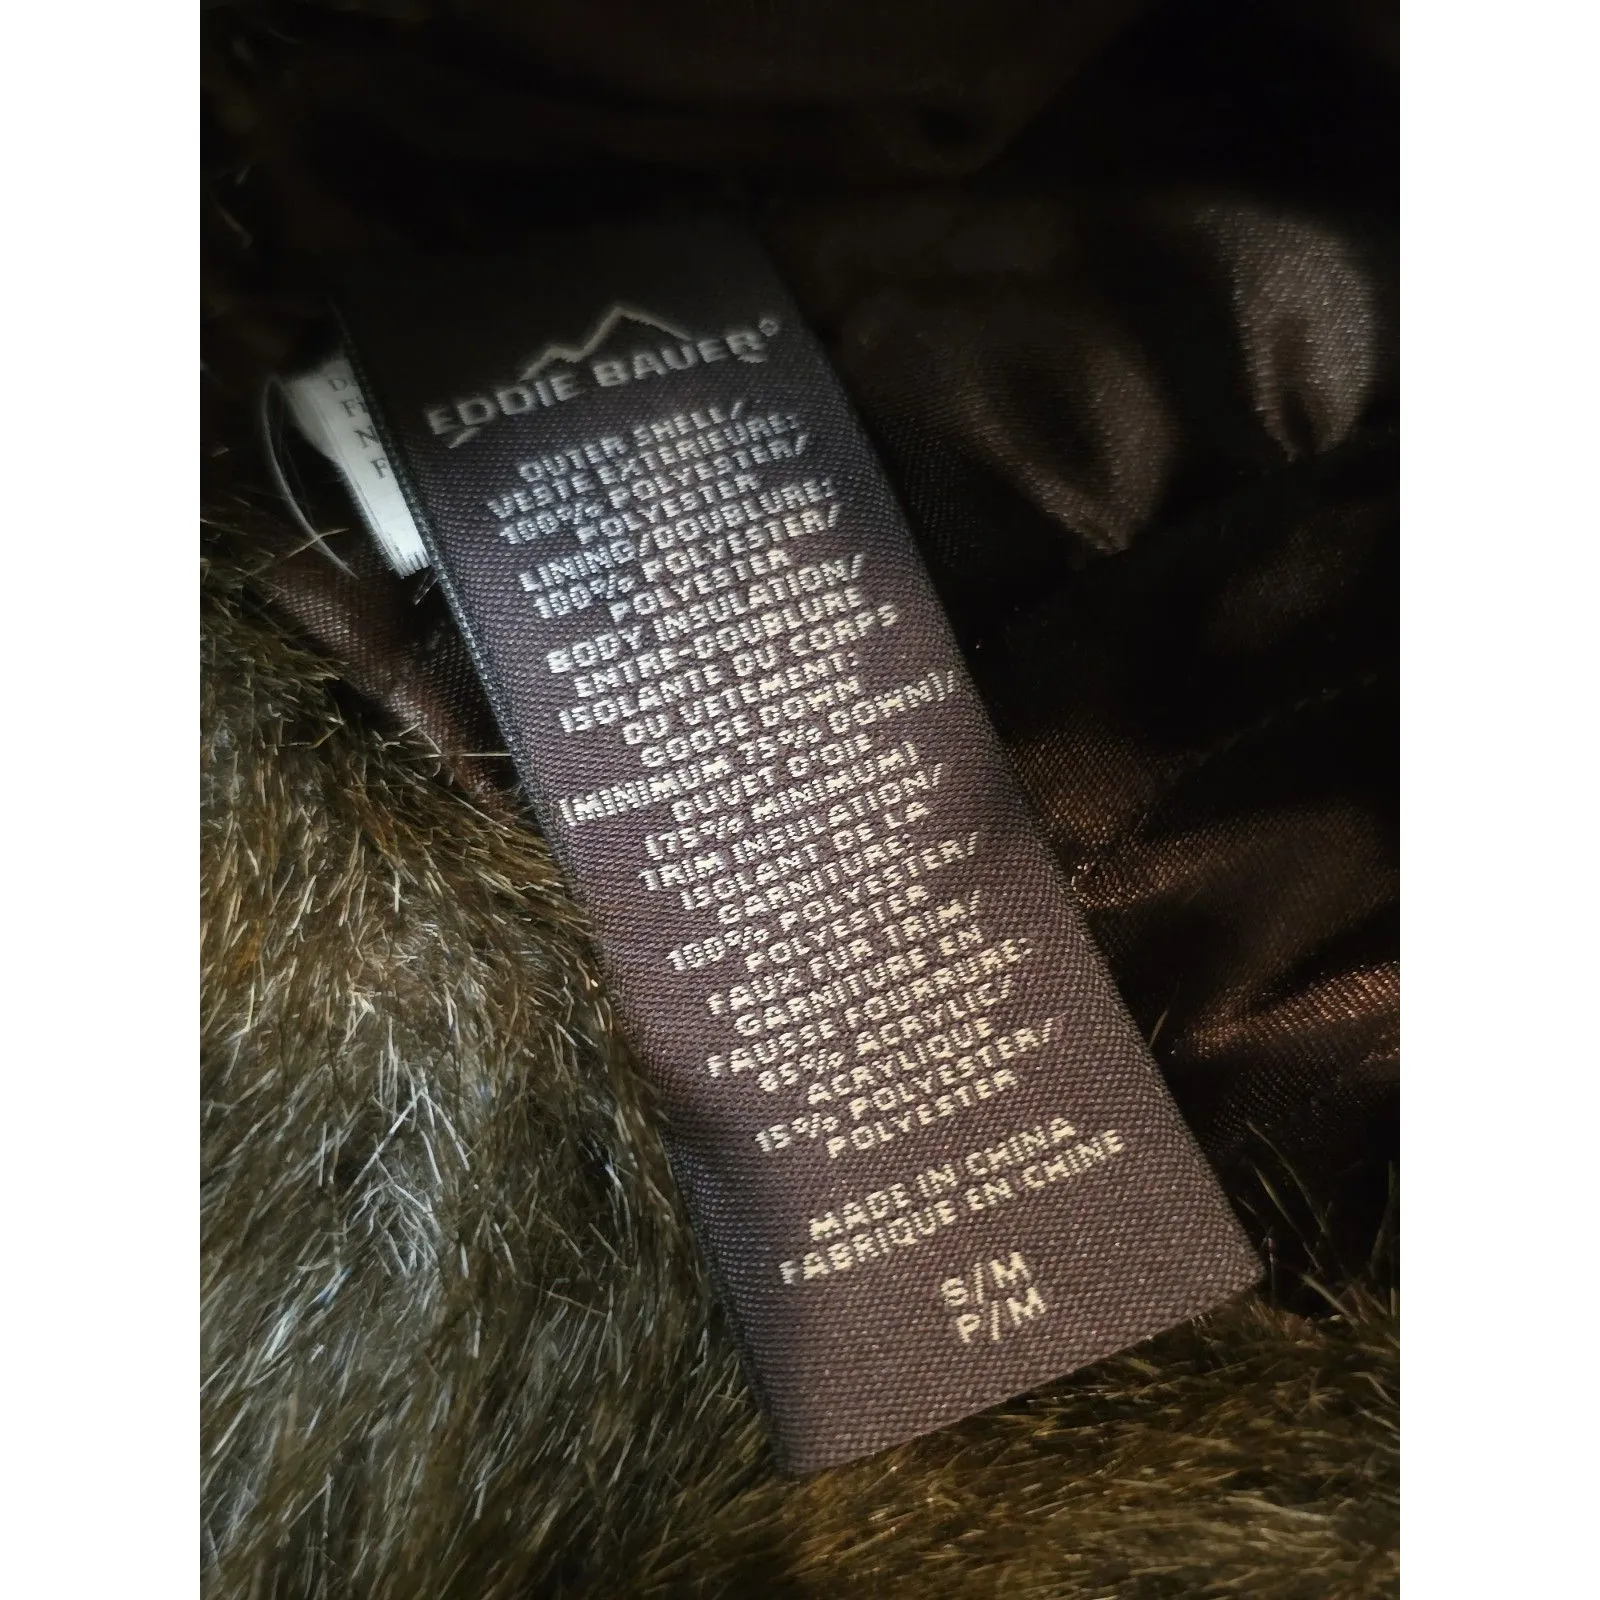 EDDIE BAUER®
OUTER SHELL/
VESTE EXTERIEURE:
100% POLYESTER/
POLYESTER
LINING/DOUBLURE:
100% POLYESTER/
POLYESTER
BODY INSULATION/
ENTRE-DOUBLURE
ISOLANTE DU CORPS
DU VETEMENT:
GOOSE DOWN
(MINIMUM 75% DOWN)/
DUVET D'OIE
(75% MINIMUM)
TRIM INSULATION/
ISOLANT DE LA
GARNITURE:
100% POLYESTER/
POLYESTER
FAUX FUR TRIM/
GARNITURE EN
FAUSSE FOURRURE:
85% ACRYLIC/
ACRYLIQUE
15% POLYESTER/
POLYESTER
MADE IN CHINA
FABRIQUE EN CHINE
S/M
P/M